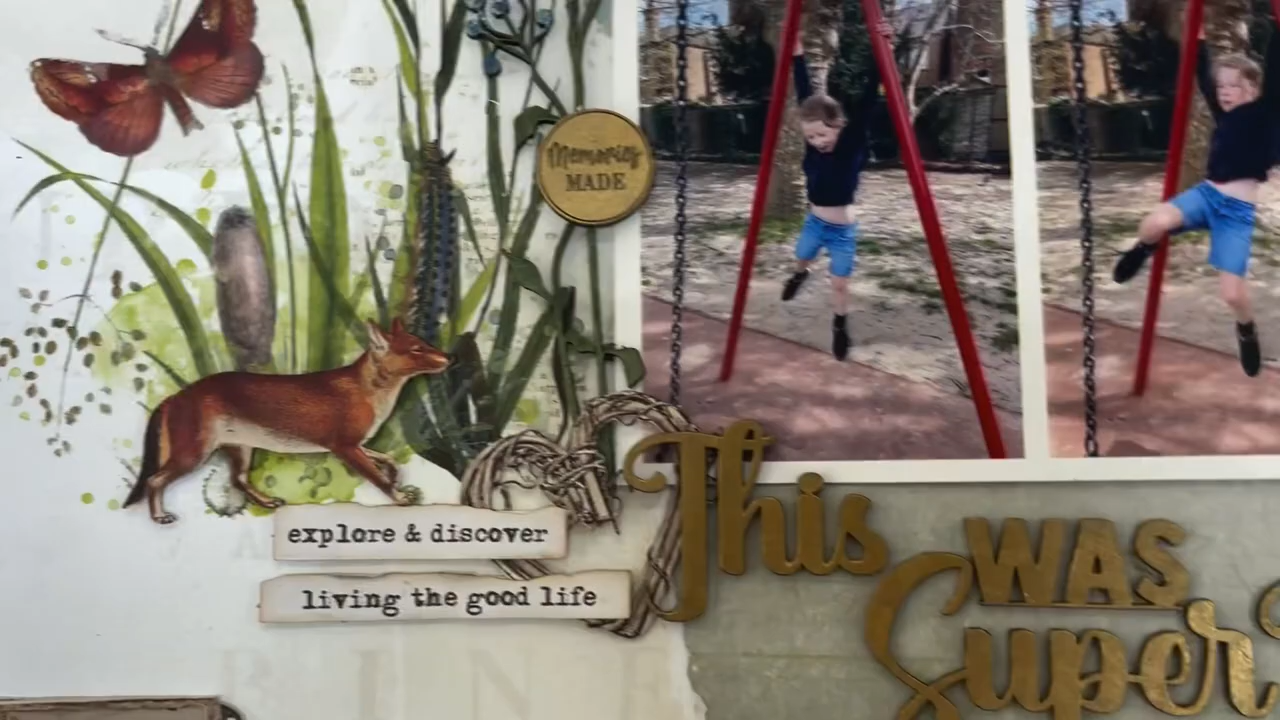 Memories
MADE
explore & discover
living the good life
This
WAS
Super